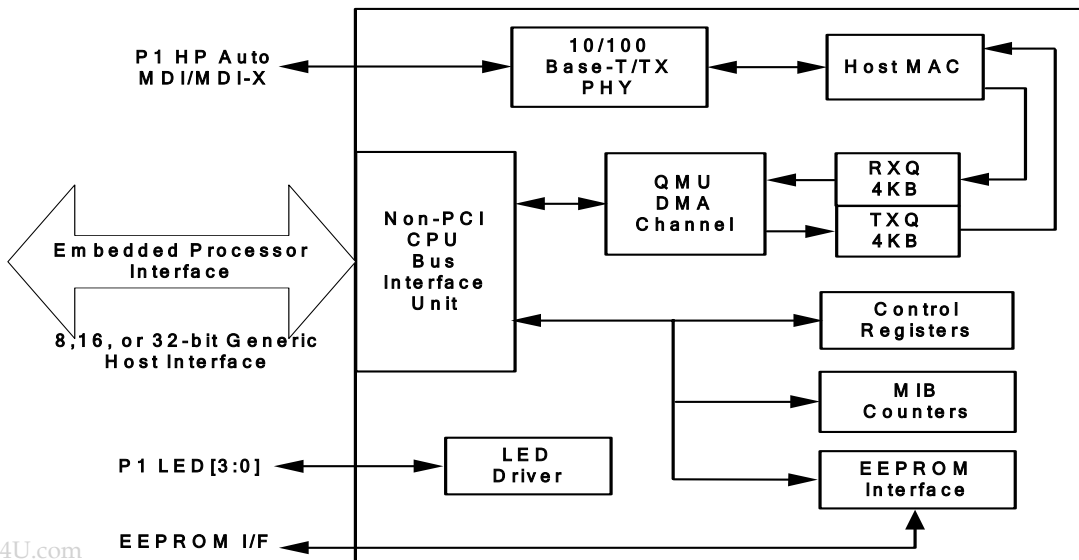 P1 HP Auto
MDI/MDI-X
10/100
Base-T/TX
PHY
Host MAC
Non-PCI
CPU
Bus
Interface
Unit
QMU
DMA
Channel
RXQ
4KB
TXQ
4KB
Embedded Processor
Interface
8,16, or 32-bit Generic
Host Interface
Control
Registers
MIB
Counters
P1 LED[3:0]
LED
Driver
EEPROM
Interface
EEPROM I/F
4U.com